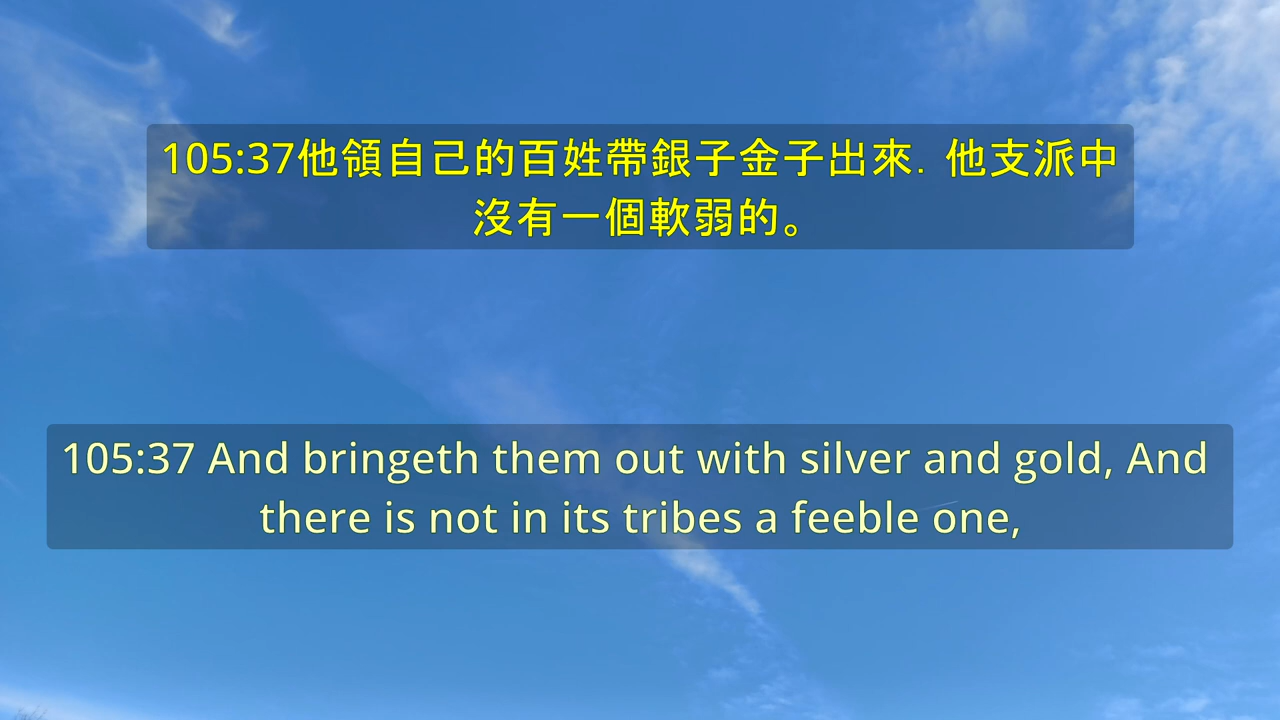 105:37他領自己的百姓帶銀子金子出來. 他支派中
沒有一個軟弱的。
105:37 And bringeth them out with silver and gold, And
there is not in its tribes a feeble one,